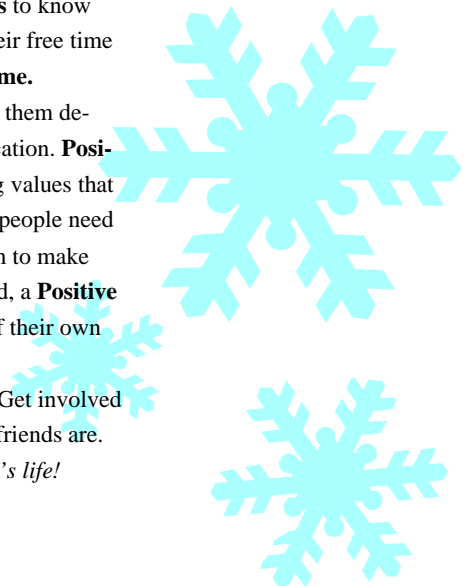 s to know
eir free time
me.
them de-
cation. Posi-
g values that
people need
n to make
d, a Positive
f their own
Get involved
friends are.
's life!